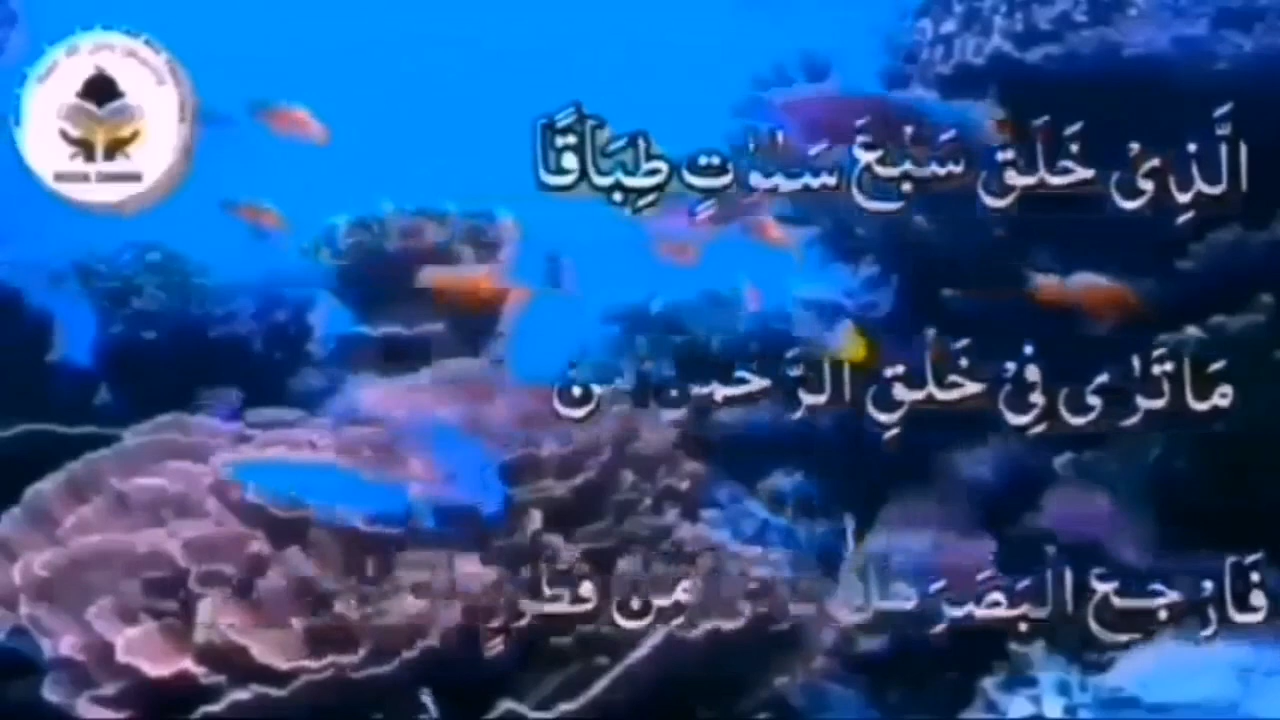 الَّذِىْ خَلَقَ سَبْعَ سَمٰوٰتٍ طِبَاقًا
مَا تَرٰى فِىْ خَلْقِ الرَّحْمٰنِ مِنْ
فَارْجِعِ الْبَصَرَ هَلْ مِنْ فُطُوْرٍ